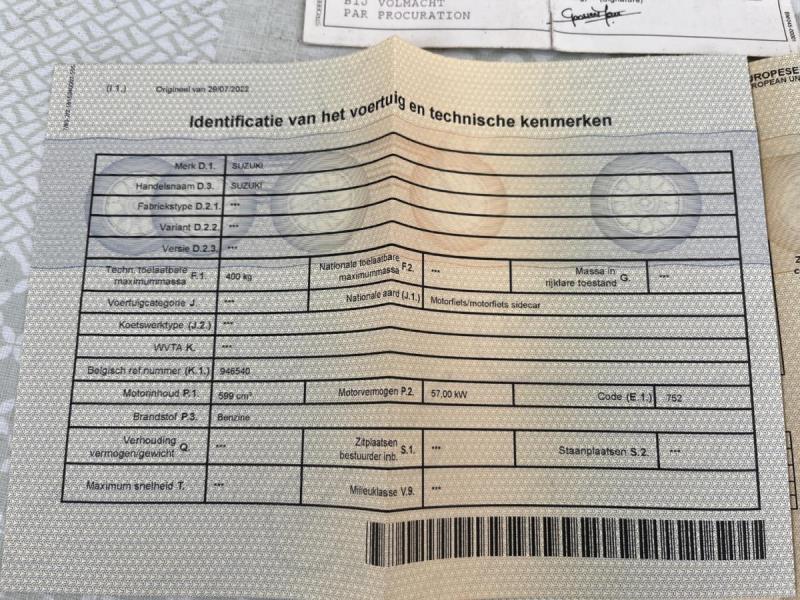 BIJ VOLMACHT
PAR PROCURATION
(signature)
(I.1.) Origineel van 29/07/2022
Identificatie van het voertuig en technische kenmerken
Merk D.1. SUZUKI
Handelsnaam D.3. SUZUKI
Fabriekstype D.2.1. ***
Variant D.2.2. ***
Versie D.2.3. ***
Techn. toelaatbare maximummassa F.1. 400 kg Nationale toelaatbare maximummassa F.2. *** Massa in rijklare toestand G. ***
Voertuigcategorie J. *** Nationale aard (J.1.) Motorfiets/motorfiets sidecar
Koetswerktype (J.2.) ***
WVTA K. ***
Belgisch ref.nummer (K.1.) 946540
Motorinhoud P.1. 599 cm³ Motorvermogen P.2. 57,00 kW Code (E.1.) 752
Brandstof P.3. Benzine
Verhouding vermogen/gewicht Q. *** Zitplaatsen bestuurder inb. S.1. *** Staanplaatsen S.2. ***
Maximum snelheid T. *** Milieuklasse V.9. ***